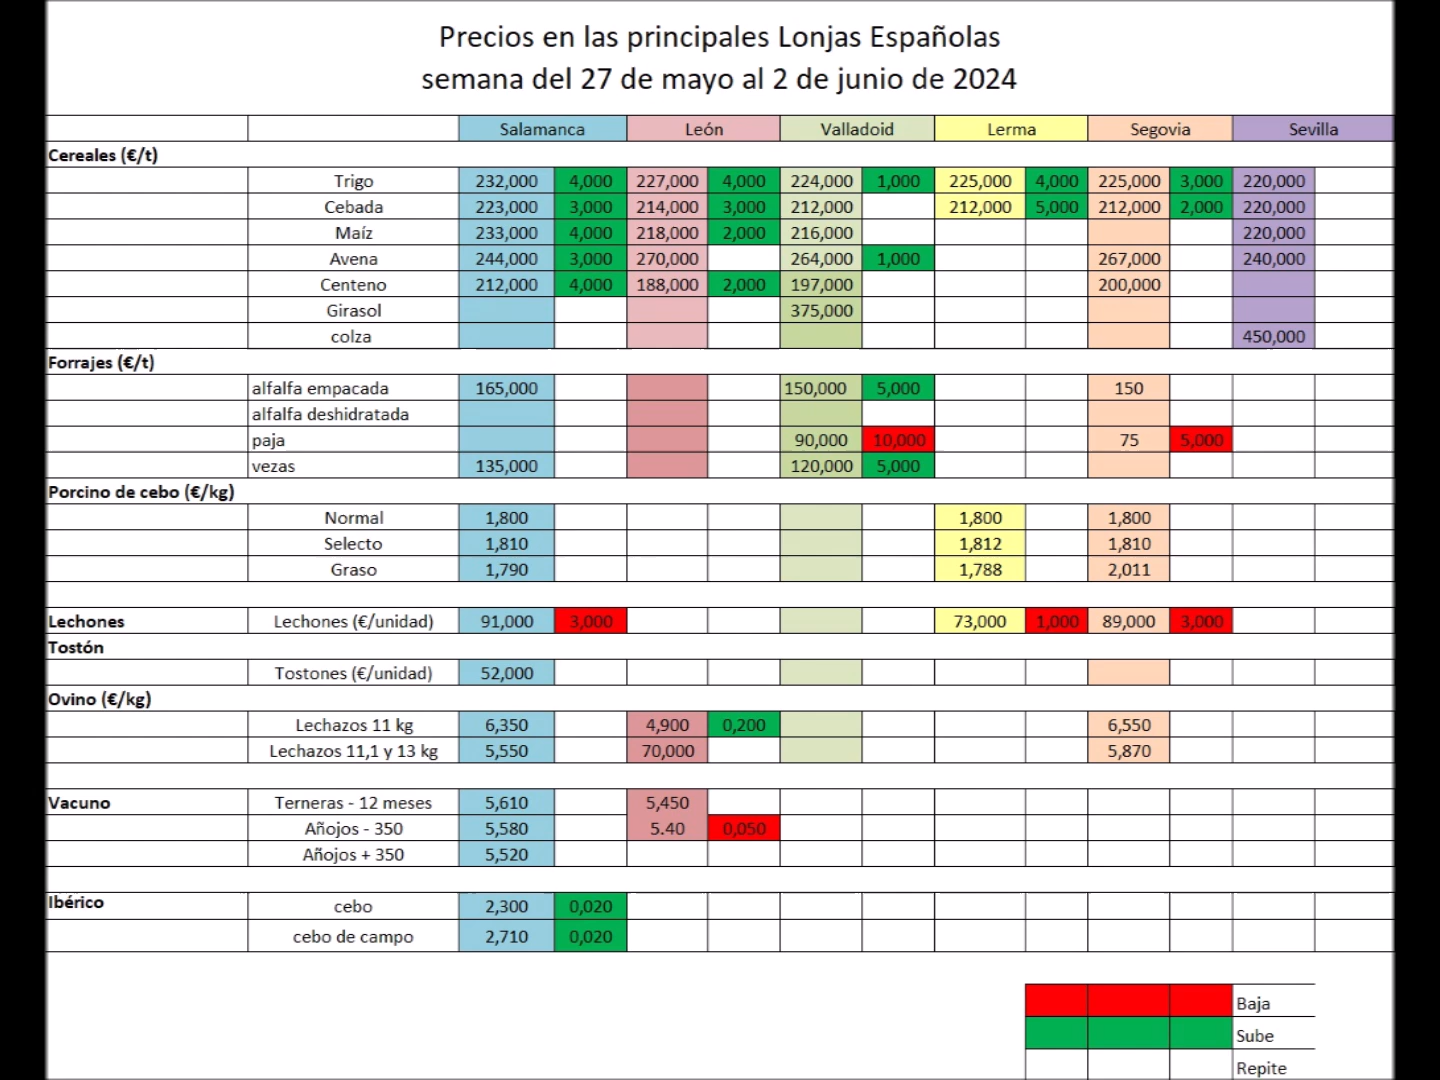 Precios en las principales Lonjas Españolas
semana del 27 de mayo al 2 de junio de 2024
Salamanca León Valladoid Lerma Segovia Sevilla
Cereales (€/t)
Trigo 232,000 4,000 227,000 4,000 224,000 1,000 225,000 4,000 225,000 3,000 220,000
Cebada 223,000 3,000 214,000 3,000 212,000 212,000 5,000 212,000 2,000 220,000
Maíz 233,000 4,000 218,000 2,000 216,000 220,000
Avena 244,000 3,000 270,000 264,000 1,000 267,000 240,000
Centeno 212,000 4,000 188,000 2,000 197,000 200,000
Girasol 375,000
colza 450,000
Forrajes (€/t)
alfalfa empacada 165,000 150,000 5,000 150
alfalfa deshidratada
paja 90,000 10,000 75 5,000
vezas 135,000 120,000 5,000
Porcino de cebo (€/kg)
Normal 1,800 1,800 1,800
Selecto 1,810 1,812 1,810
Graso 1,790 1,788 2,011
Lechones Lechones (€/unidad) 91,000 3,000 73,000 1,000 89,000 3,000
Tostón
Tostones (€/unidad) 52,000
Ovino (€/kg)
Lechazos 11 kg 6,350 4,900 0,200 6,550
Lechazos 11,1 y 13 kg 5,550 70,000 5,870
Vacuno Terneras - 12 meses 5,610 5,450
Añojos - 350 5,580 5.40 0,050
Añojos + 350 5,520
Ibérico cebo 2,300 0,020
cebo de campo 2,710 0,020
Baja
Sube
Repite